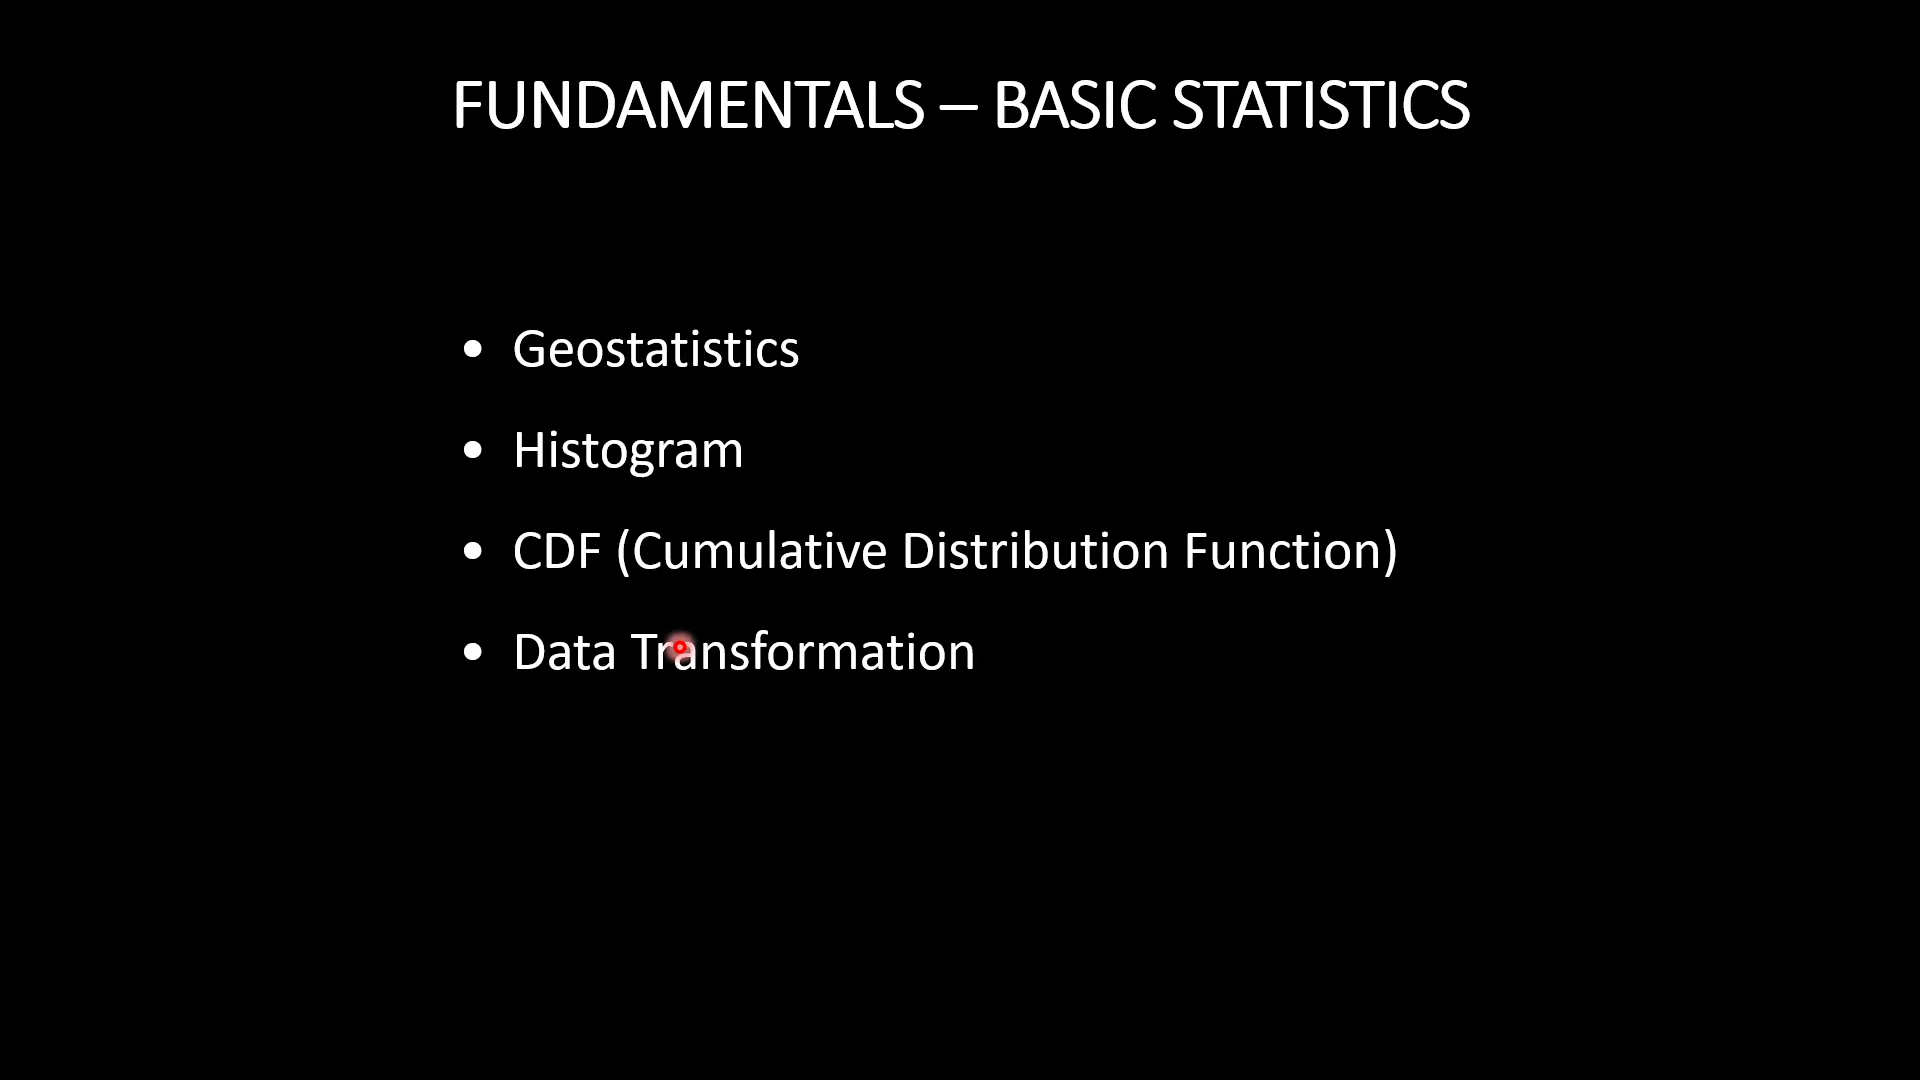 FUNDAMENTALS – BASIC STATISTICS
• Geostatistics
• Histogram
• CDF (Cumulative Distribution Function)
• Data Transformation